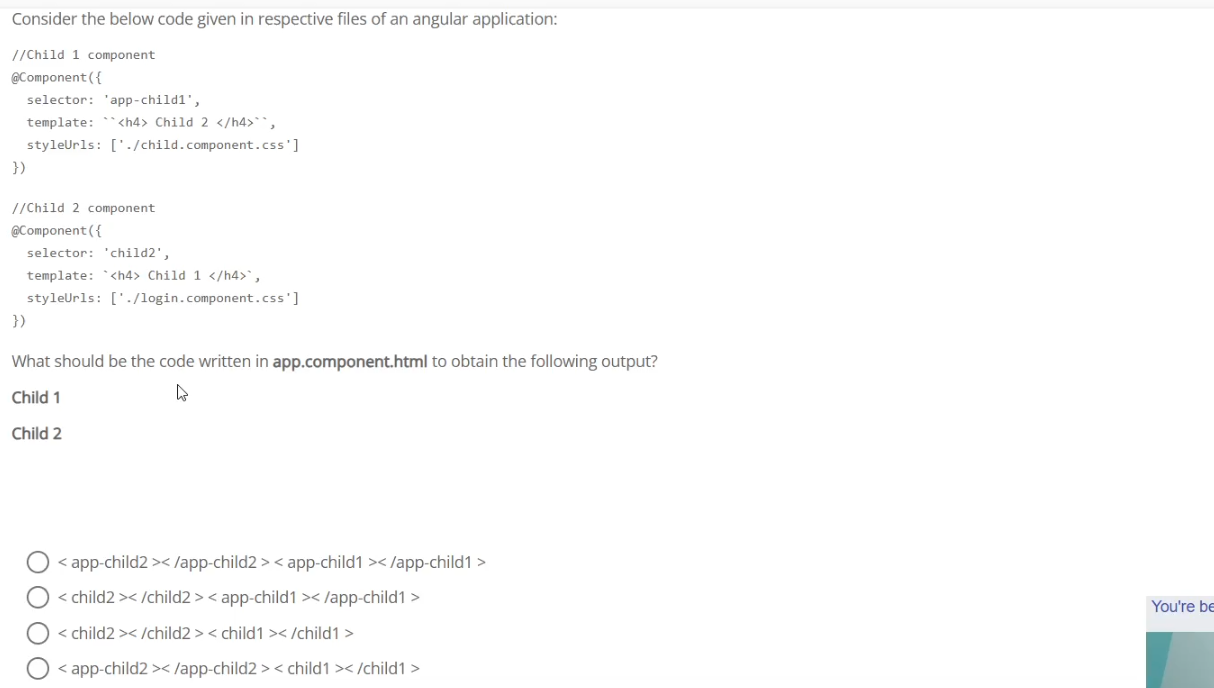 Consider the below code given in respective files of an angular application:
//Child 1 component
@Component({
selector: 'app-child1',
template: ``<h4> Child 2 </h4>``,
styleUrls: ['./child.component.css']
})
//Child 2 component
@Component({
selector: 'child2',
template: `<h4> Child 1 </h4>`,
styleUrls: ['./login.component.css']
})
What should be the code written in app.component.html to obtain the following output?
Child 1
Child 2
< app-child2 >< /app-child2 > < app-child1 >< /app-child1 >
< child2 >< /child2 > < app-child1 >< /app-child1 >
< child2 >< /child2 > < child1 >< /child1 >
< app-child2 >< /app-child2 > < child1 >< /child1 >
You're be